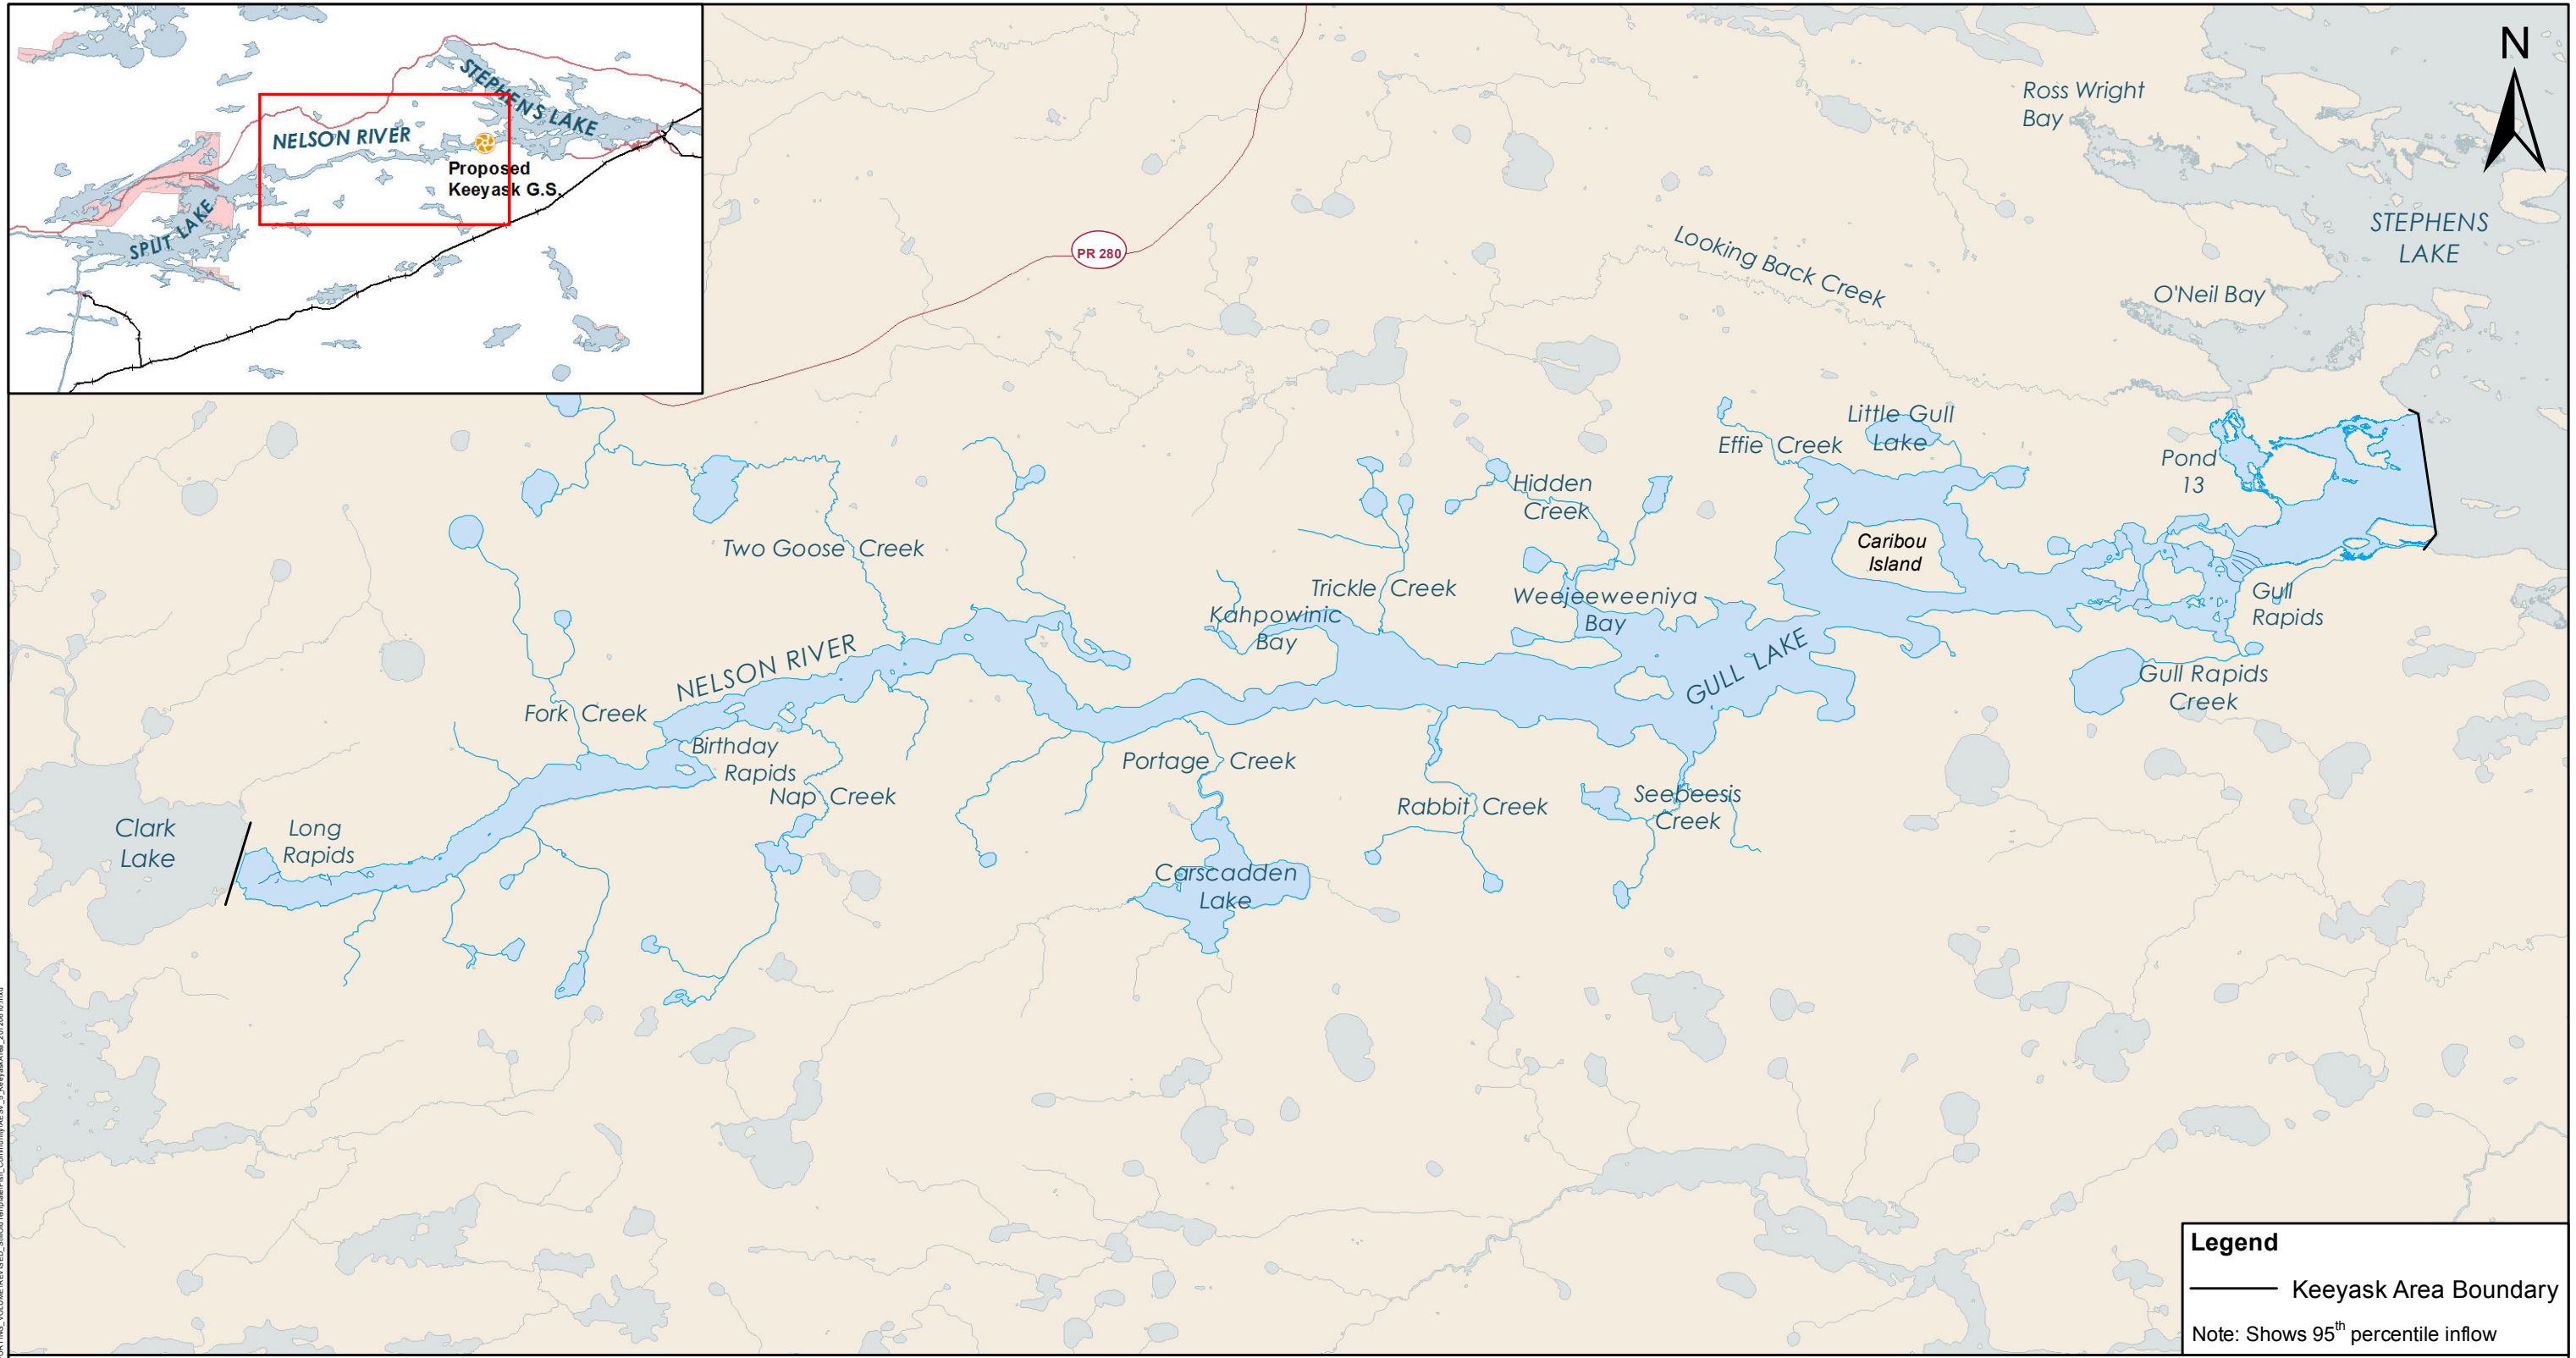 STEPHENS LAKE
NELSON RIVER
Proposed
Keeyask G.S.
SPLIT LAKE
N
Ross Wright
Bay
STEPHENS
LAKE
PR 280
Looking Back Creek
O'Neil Bay
Little Gull
Lake
Effie Creek
Pond
13
Hidden
Creek
Two Goose Creek
Caribou
Island
Trickle Creek
Weejeeweeniya
Bay
Kahpowinic
Bay
Gull
Rapids
NELSON RIVER
GULL LAKE
Gull Rapids
Creek
Fork Creek
Birthday
Rapids
Portage Creek
Nap Creek
Rabbit Creek
Seebeesis
Creek
Clark
Lake
Long
Rapids
Carscadden
Lake
Legend
Keeyask Area Boundary
Note: Shows 95th percentile inflow